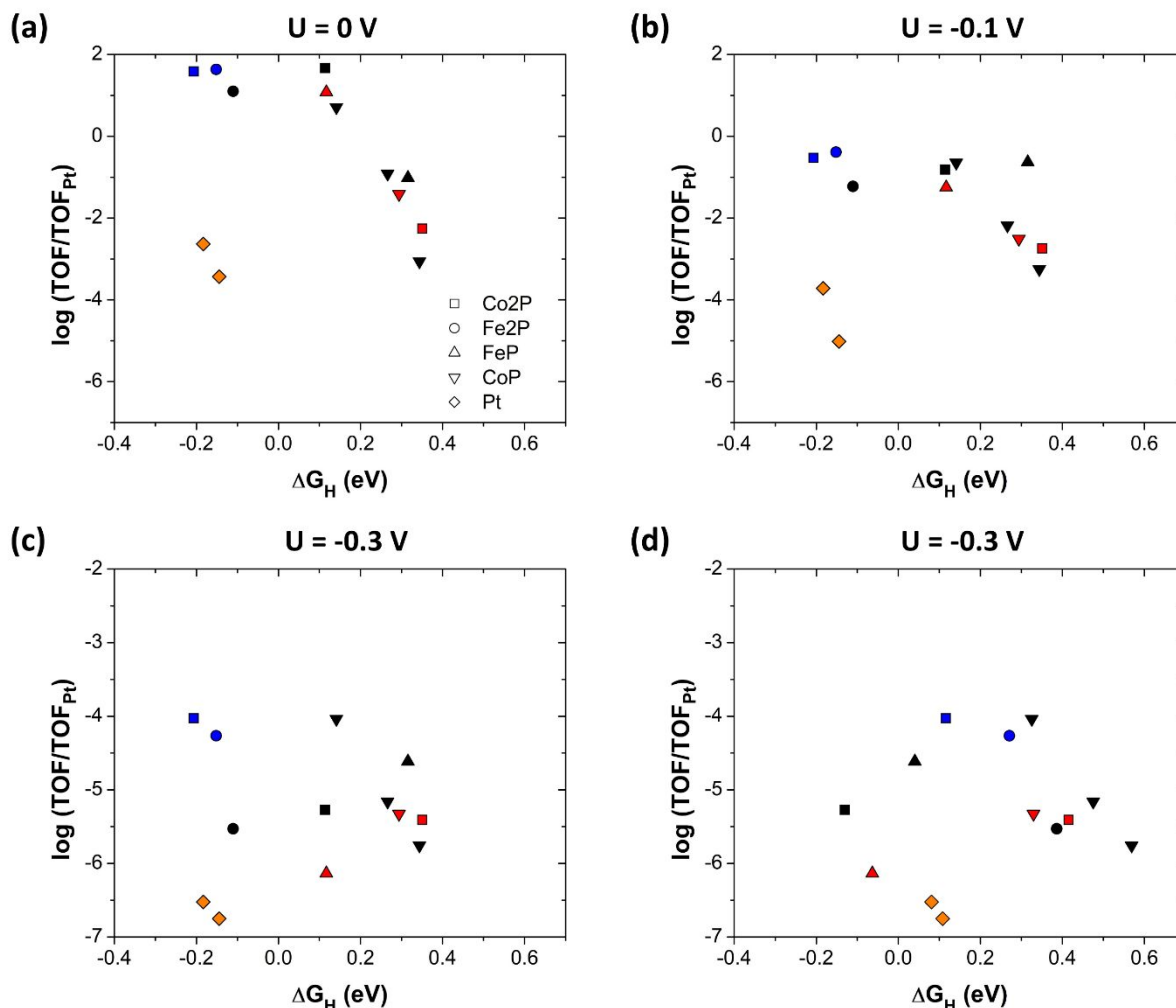 (a)
U = 0 V
log (TOF/TOFPt)
2
0
-2
-4
-6
-0.4 -0.2 0.0 0.2 0.4 0.6
ΔGH (eV)
Co2P
Fe2P
FeP
CoP
Pt
(b)
U = -0.1 V
log (TOF/TOFPt)
2
0
-2
-4
-6
-0.4 -0.2 0.0 0.2 0.4 0.6
ΔGH (eV)
(c)
U = -0.3 V
log (TOF/TOFPt)
-2
-3
-4
-5
-6
-7
-0.4 -0.2 0.0 0.2 0.4 0.6
ΔGH (eV)
(d)
U = -0.3 V
log (TOF/TOFPt)
-2
-3
-4
-5
-6
-7
-0.4 -0.2 0.0 0.2 0.4 0.6
ΔGH (eV)